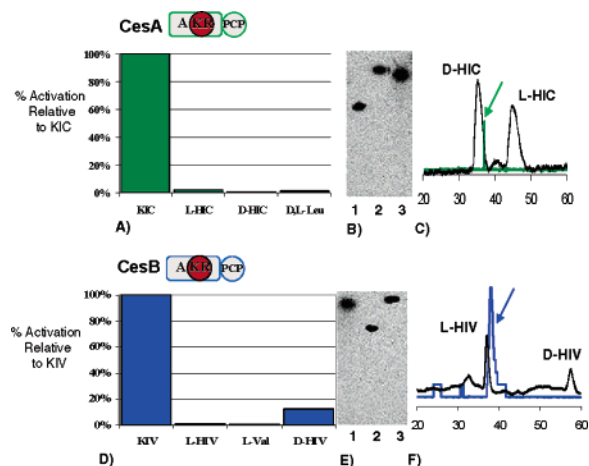 CesA A KR PCP
% Activation
Relative
to KIC
100%
80%
60%
40%
20%
0%
KIC L-HIC D-HIC D,L-Leu
A)
1 2 3
B)
D-HIC
L-HIC
20 30 40 50 60
C)
CesB A KR PCP
% Activation
Relative
to KIV
100%
80%
60%
40%
20%
0%
KIV L-HIV L-Val D-HIV
D)
1 2 3
E)
L-HIV
D-HIV
20 30 40 50 60
F)